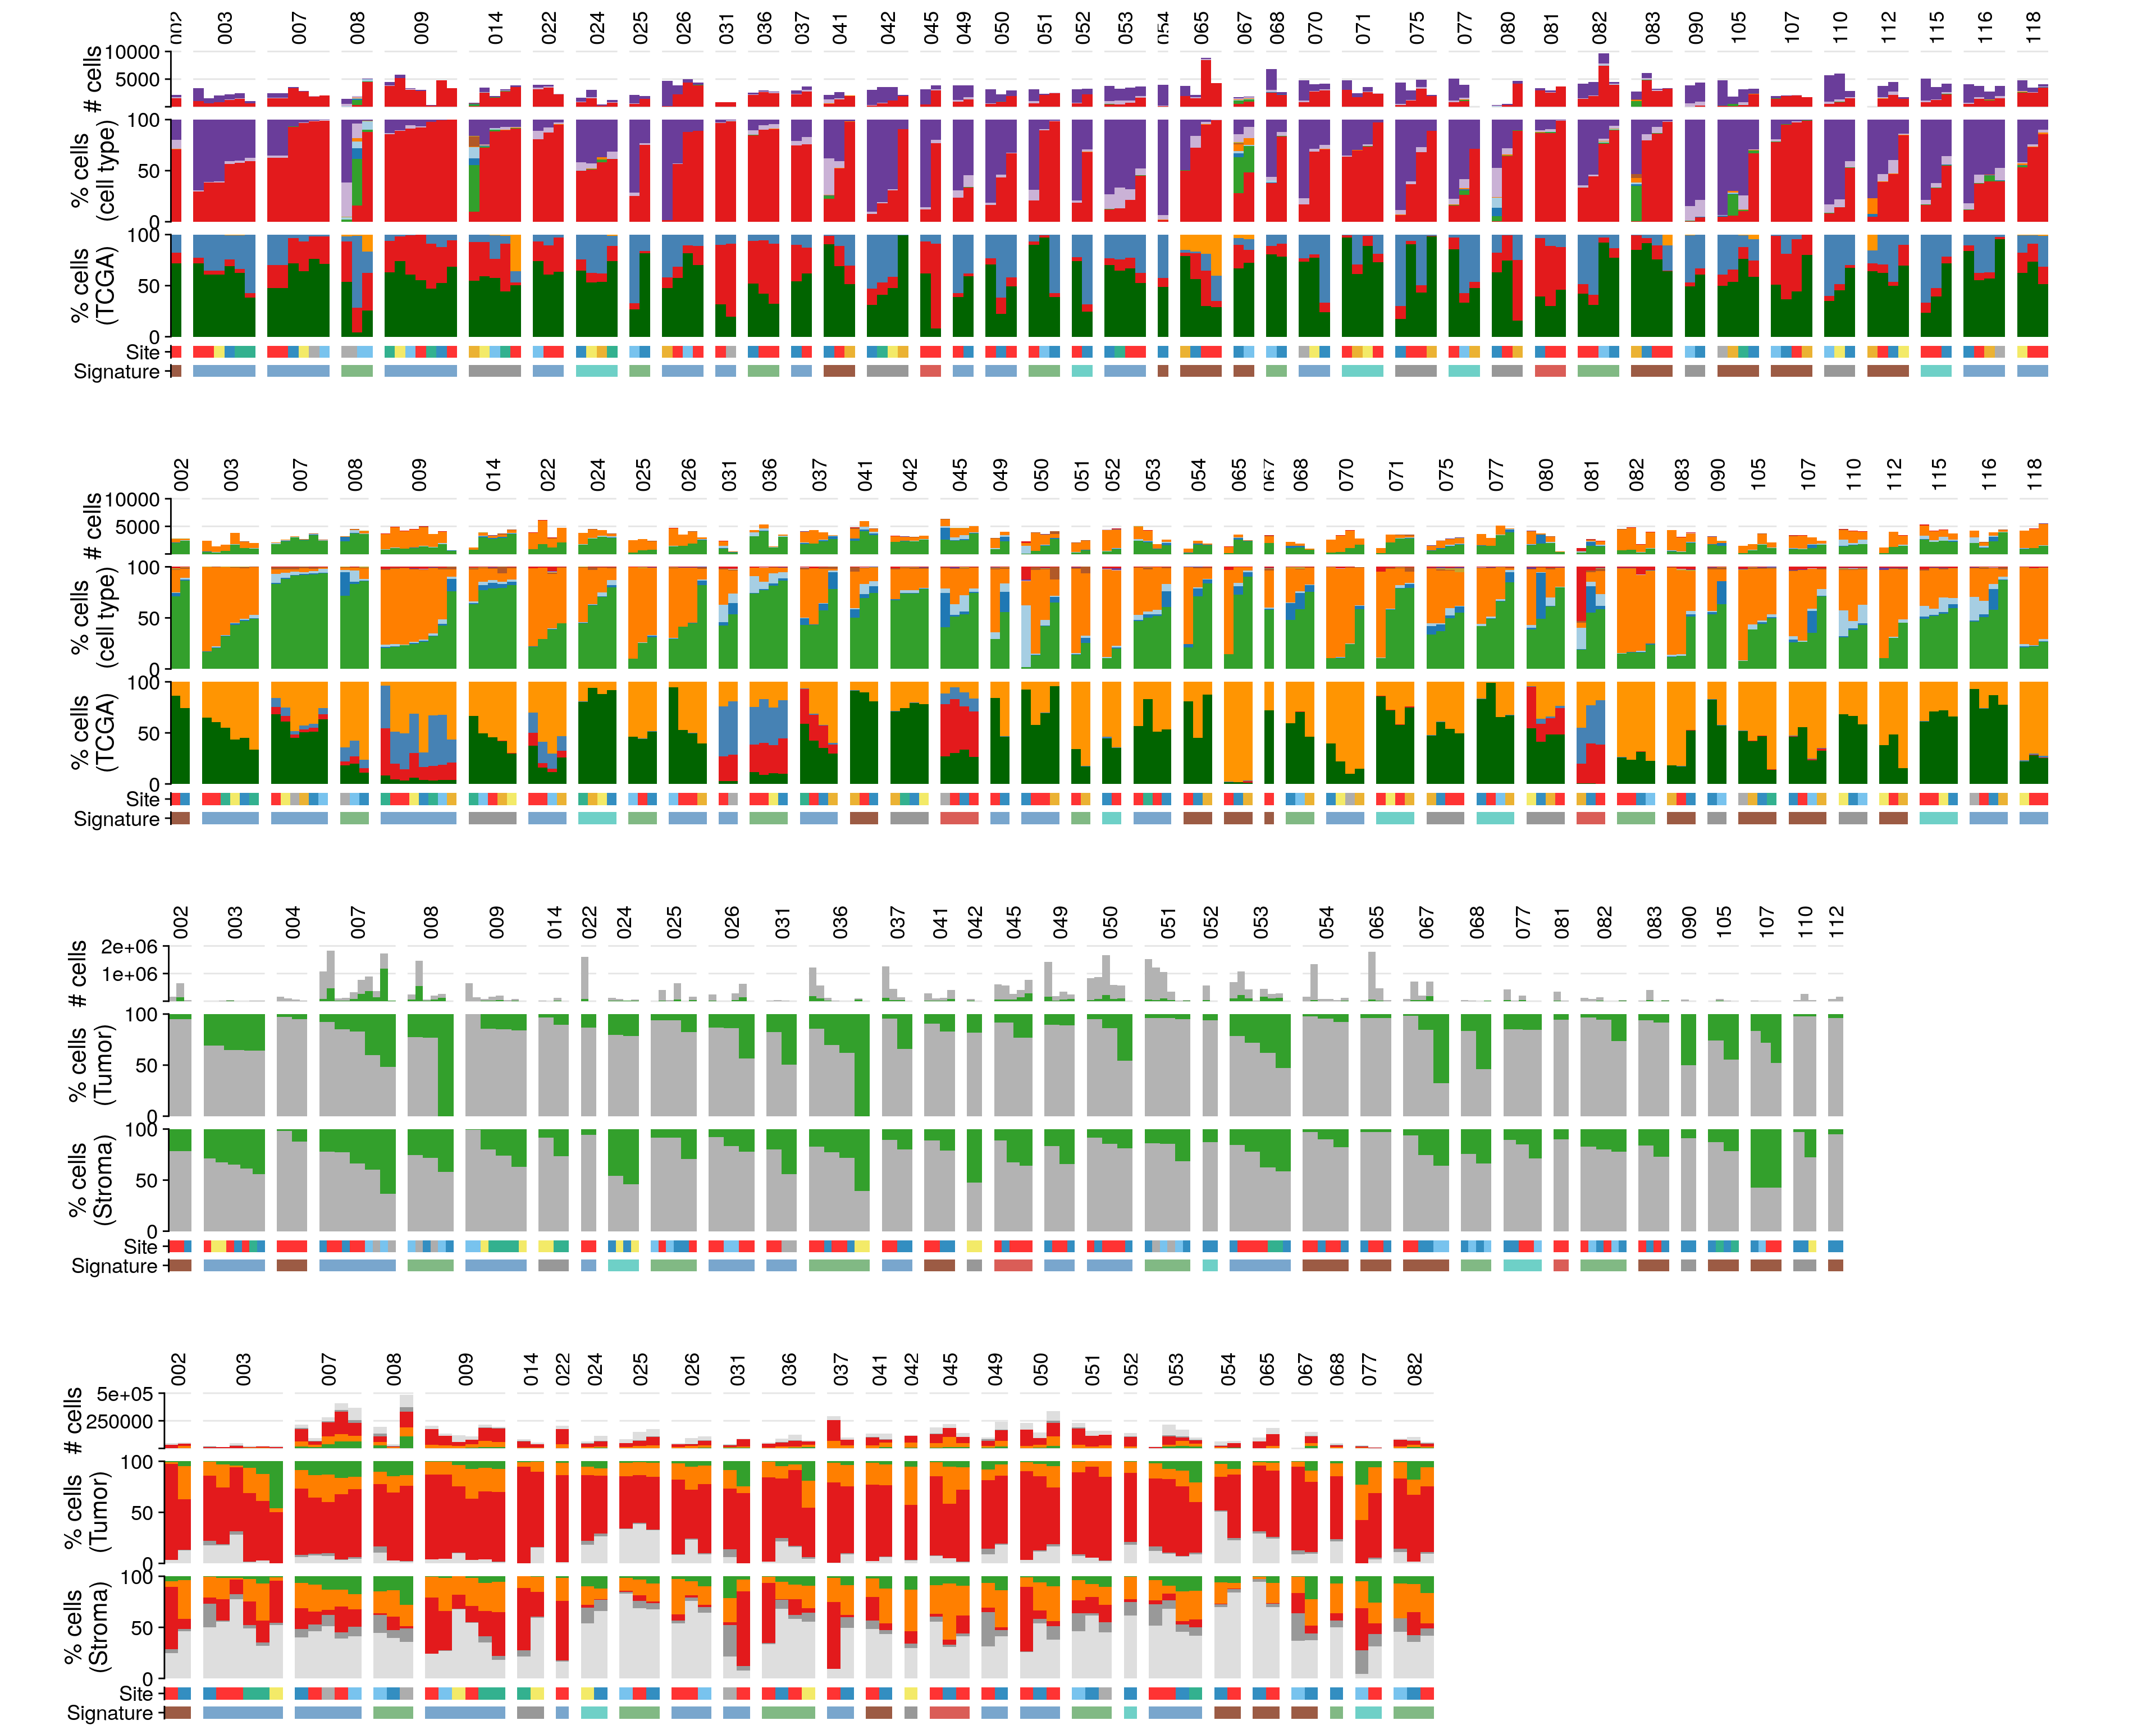 002 003 007 008 009 014 022 024 025 026 031 036 037 041 042 045 049 050 051 052 053 054 065 067 068 070 071 075 077 080 081 082 083 090 105 107 110 112 115 116 118
# cells
10000
5000
% cells
(cell type)
100
50
0
% cells
(TCGA)
100
50
0
Site
Signature
002 003 007 008 009 014 022 024 025 026 031 036 037 041 042 045 049 050 051 052 053 054 065 067 068 070 071 075 077 080 081 082 083 090 105 107 110 112 115 116 118
# cells
10000
5000
% cells
(cell type)
100
50
0
% cells
(TCGA)
100
50
0
Site
Signature
002 003 004 007 008 009 014 022 024 025 026 031 036 037 041 042 045 049 050 051 052 053 054 065 067 068 077 081 082 083 090 105 107 110 112
# cells
2e+06
1e+06
% cells
(Tumor)
100
50
0
% cells
(Stroma)
100
50
0
Site
Signature
002 003 007 008 009 014 022 024 025 026 031 036 037 041 042 045 049 050 051 052 053 054 065 067 068 077 082
# cells
5e+05
250000
% cells
(Tumor)
100
50
0
% cells
(Stroma)
100
50
0
Site
Signature